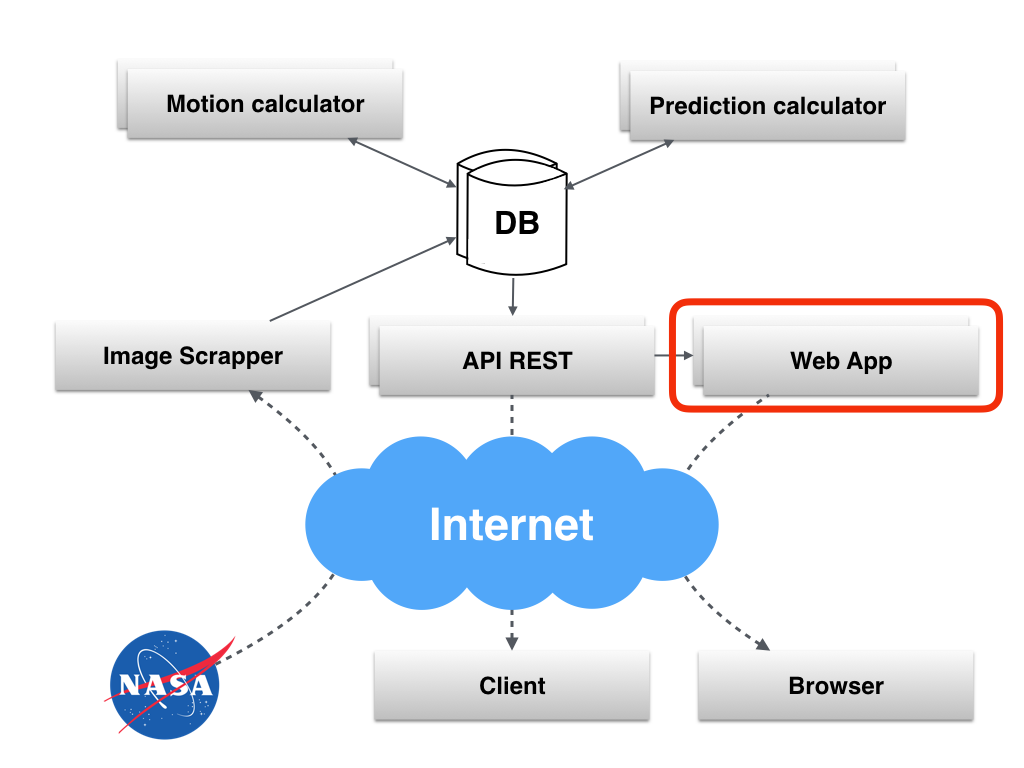 Motion calculator
Prediction calculator
DB
Image Scrapper
API REST
Web App
Internet
NASA
Client
Browser